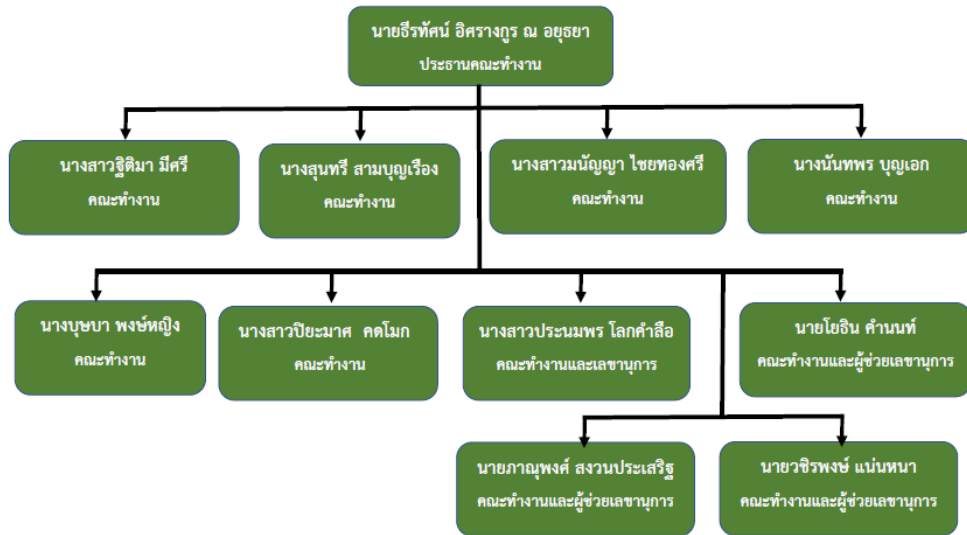 นายธีรทัศน์ อิศรางกูร ณ อยุธยา
ประธานคณะทำงาน
นางสาวฐิติมา มีศรี
คณะทำงาน
นางสุนทรี สามบุญเรือง
คณะทำงาน
นางสาวมนัญญา ไชยทองศรี
คณะทำงาน
นางนันทพร บุญเอก
คณะทำงาน
นางบุษบา พงษ์หญิง
คณะทำงาน
นางสาวปิยะมาศ คดโมก
คณะทำงาน
นางสาวประนมพร โลกคำลือ
คณะทำงานและเลขานุการ
นายโยธิน คำนนท์
คณะทำงานและผู้ช่วยเลขานุการ
นายภาณุพงศ์ สงวนประเสริฐ
คณะทำงานและผู้ช่วยเลขานุการ
นายวชิรพงษ์ แน่นหนา
คณะทำงานและผู้ช่วยเลขานุการ